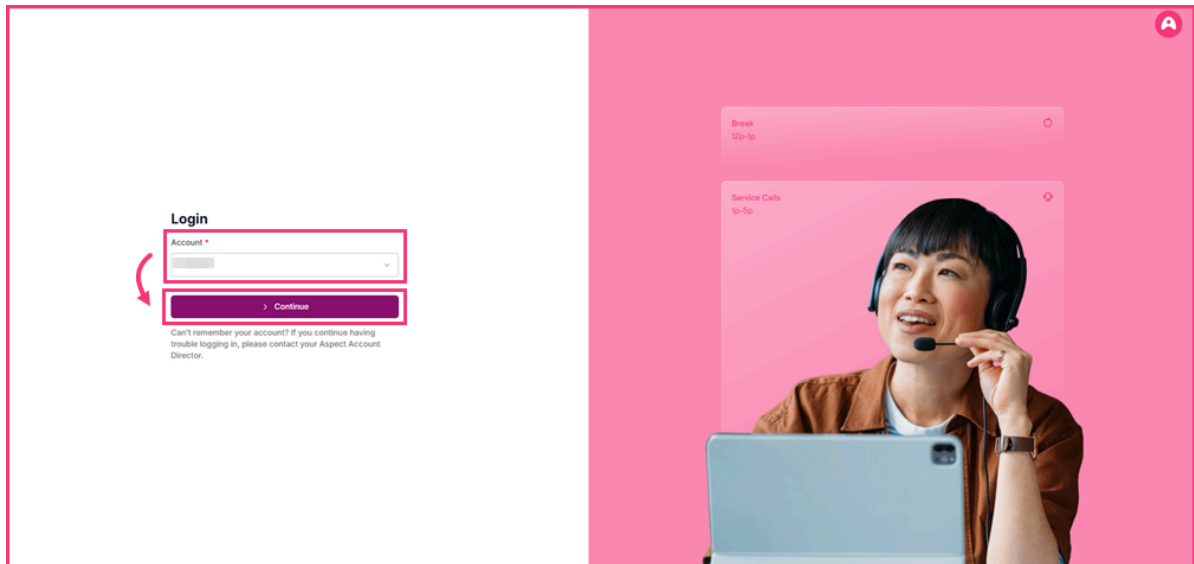 Login
Account *
Continue
Can't remember your account? If you continue having
trouble logging in, please contact your Aspect Account
Director.
Break
12p-1p
Service Calls
1p-5p